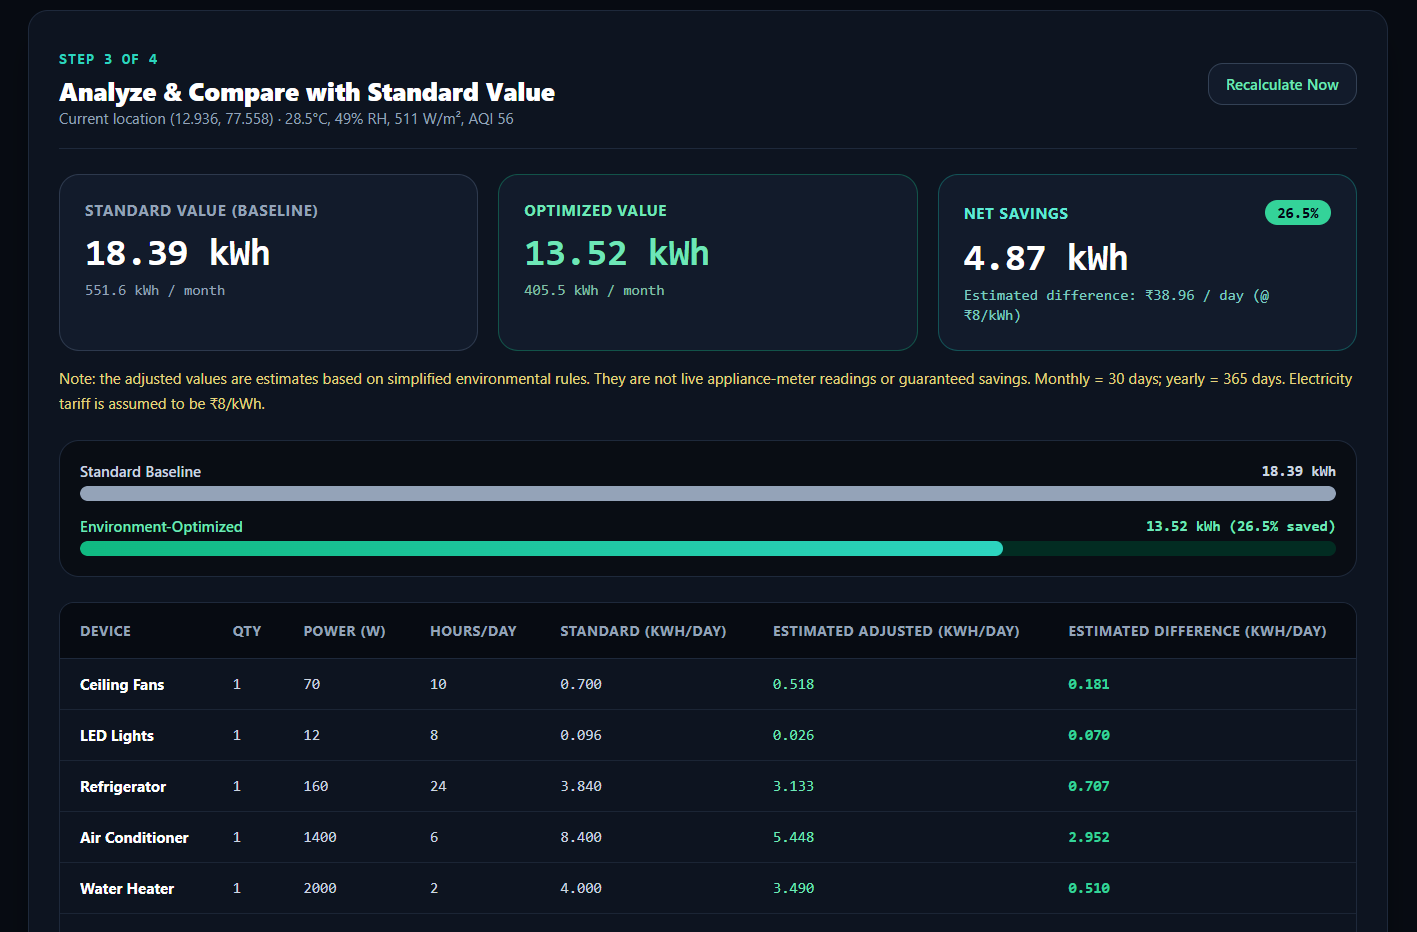 STEP 3 OF 4
Analyze & Compare with Standard Value
Current location (12.936, 77.558) · 28.5°C, 49% RH, 511 W/m², AQI 56
Recalculate Now
STANDARD VALUE (BASELINE)
18.39 kWh
551.6 kWh / month
OPTIMIZED VALUE
13.52 kWh
405.5 kWh / month
NET SAVINGS
26.5%
4.87 kWh
Estimated difference: ₹38.96 / day (@
₹8/kWh)
Note: the adjusted values are estimates based on simplified environmental rules. They are not live appliance-meter readings or guaranteed savings. Monthly = 30 days; yearly = 365 days. Electricity
tariff is assumed to be ₹8/kWh.
Standard Baseline 18.39 kWh
Environment-Optimized 13.52 kWh (26.5% saved)
DEVICE QTY POWER (W) HOURS/DAY STANDARD (KWH/DAY) ESTIMATED ADJUSTED (KWH/DAY) ESTIMATED DIFFERENCE (KWH/DAY)
Ceiling Fans 1 70 10 0.700 0.518 0.181
LED Lights 1 12 8 0.096 0.026 0.070
Refrigerator 1 160 24 3.840 3.133 0.707
Air Conditioner 1 1400 6 8.400 5.448 2.952
Water Heater 1 2000 2 4.000 3.490 0.510